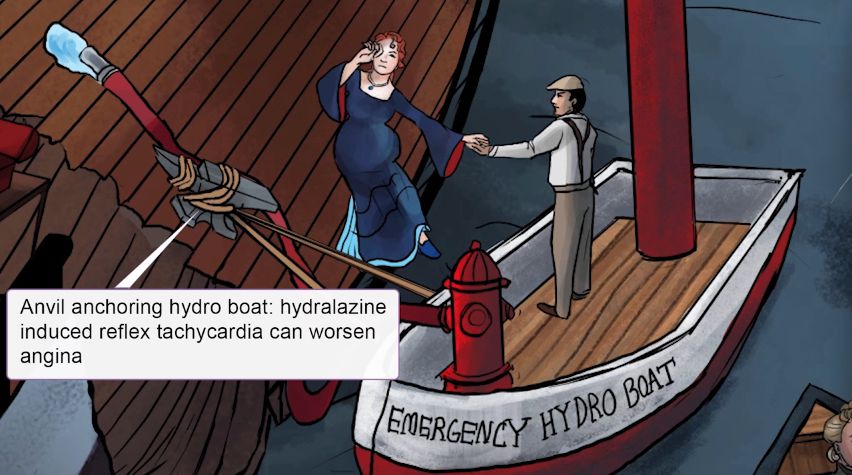 Anvil anchoring hydro boat: hydralazine
induced reflex tachycardia can worsen
angina
EMERGENCY HYDRO BOAT